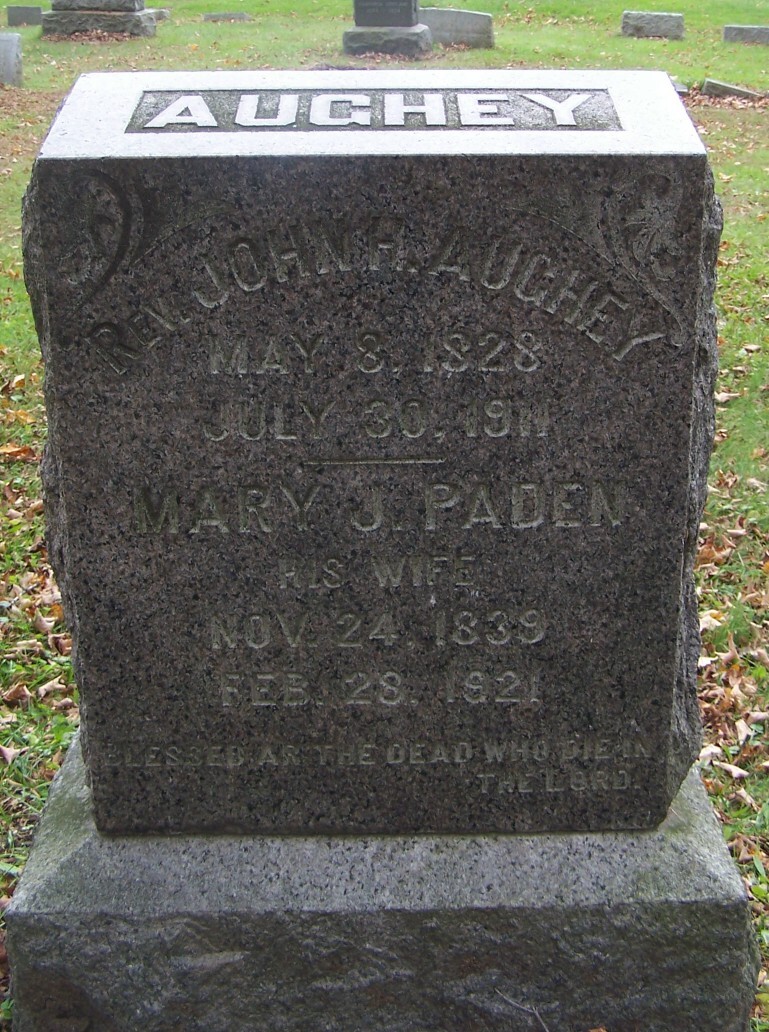 AUGHEY
REV. JOHN H. AUGHEY
MAY 8, 1828
JULY 30, 1911
MARY J. PADEN
HIS WIFE
NOV. 24, 1839
FEB. 28, 1921
BLESSED AR THE DEAD WHO DIE IN
THE LORD.